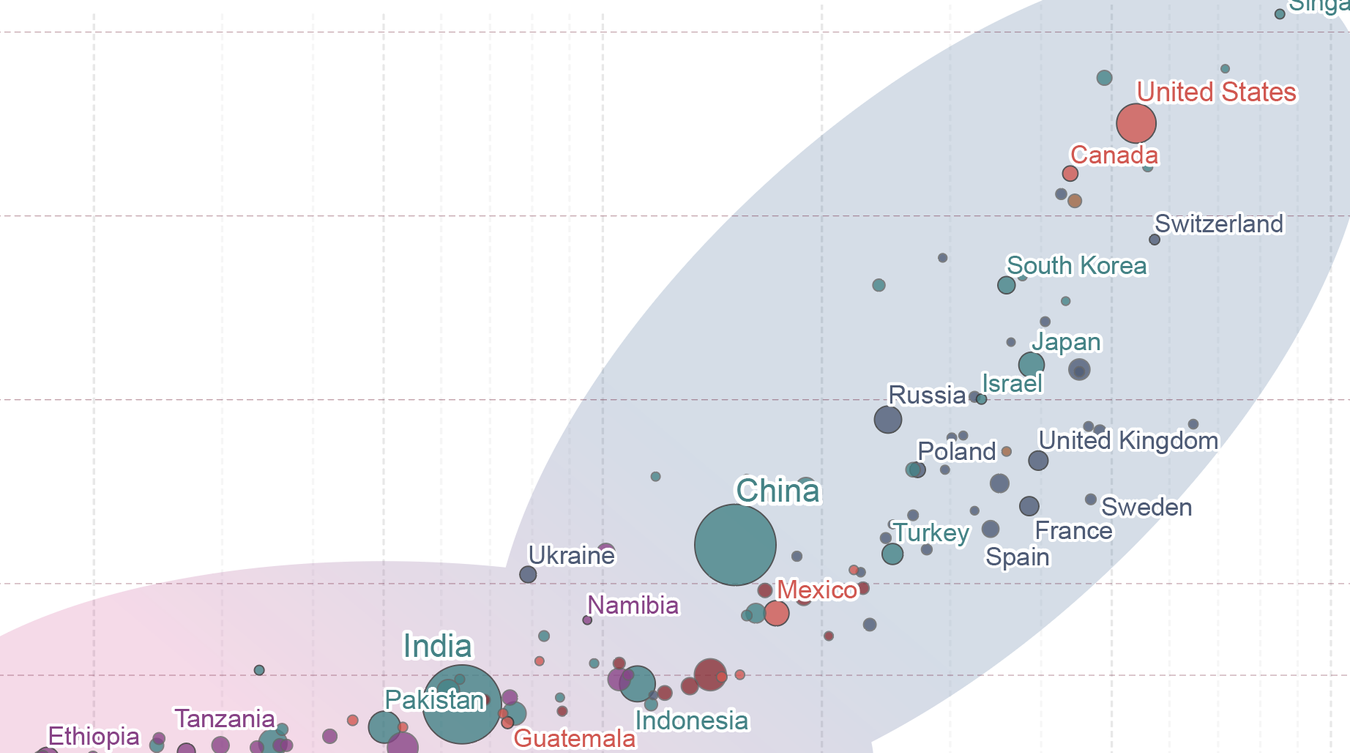 United States
Canada
Switzerland
South Korea
Japan
Israel
Russia
United Kingdom
Poland
China
Sweden
France
Turkey
Spain
Ukraine
Mexico
Namibia
India
Pakistan
Tanzania
Indonesia
Ethiopia
Guatemala